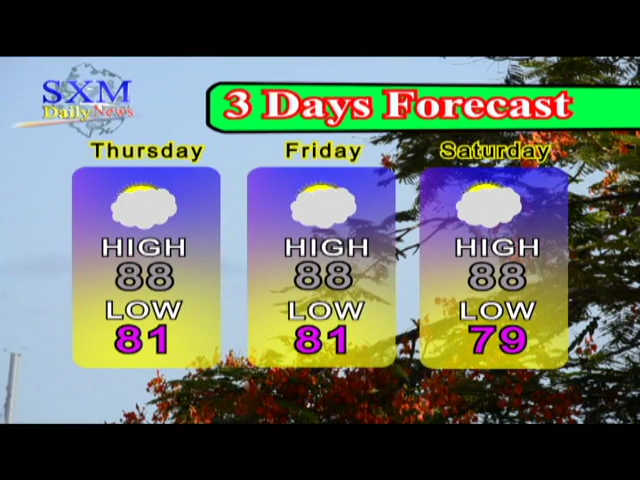 SXM
Daily News
3 Days Forecast
Thursday
Friday
Saturday
HIGH
88
LOW
81
HIGH
88
LOW
81
HIGH
88
LOW
79